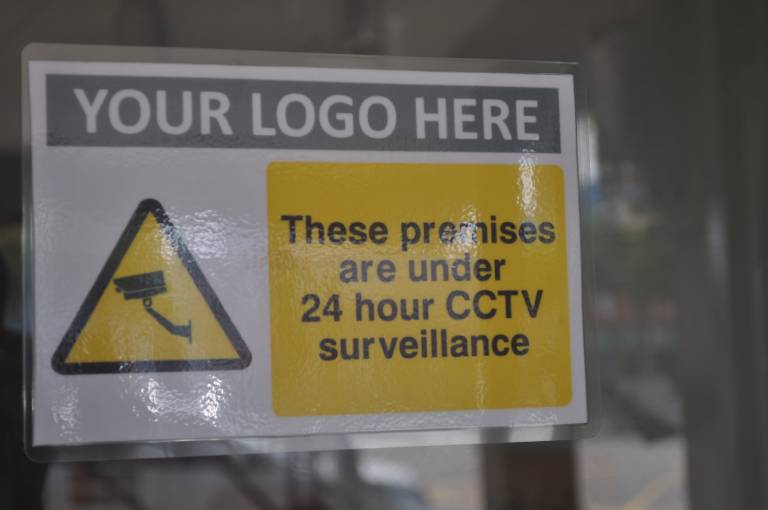 YOUR LOGO HERE
These premises
are under
24 hour CCTV
surveillance